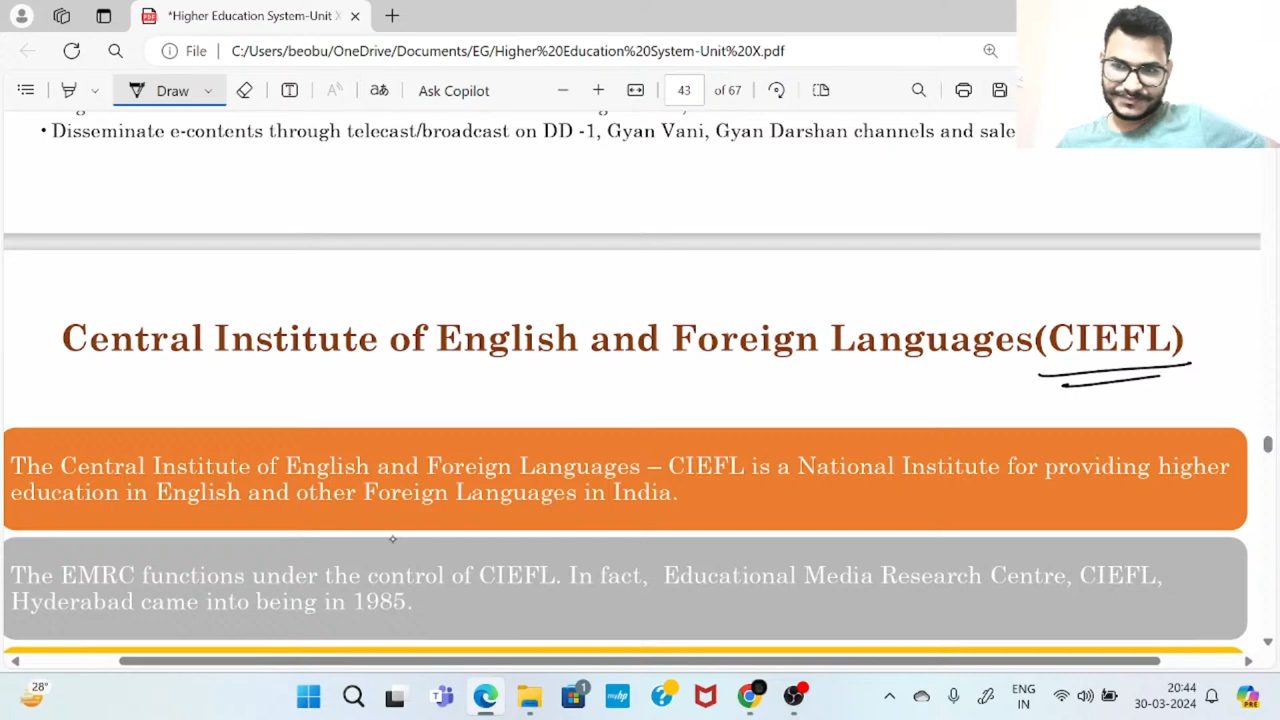 *Higher Education System-Unit X
File C:/Users/beobu/OneDrive/Documents/EG/Higher%20Education%20System-Unit%20X.pdf
Draw Ask Copilot 43 of 67
• Disseminate e-contents through telecast/broadcast on DD -1, Gyan Vani, Gyan Darshan channels and sale
Central Institute of English and Foreign Languages(CIEFL)
The Central Institute of English and Foreign Languages – CIEFL is a National Institute for providing higher
education in English and other Foreign Languages in India.
The EMRC functions under the control of CIEFL. In fact, Educational Media Research Centre, CIEFL,
Hyderabad came into being in 1985.
28° ENG 20:44
IN 30-03-2024